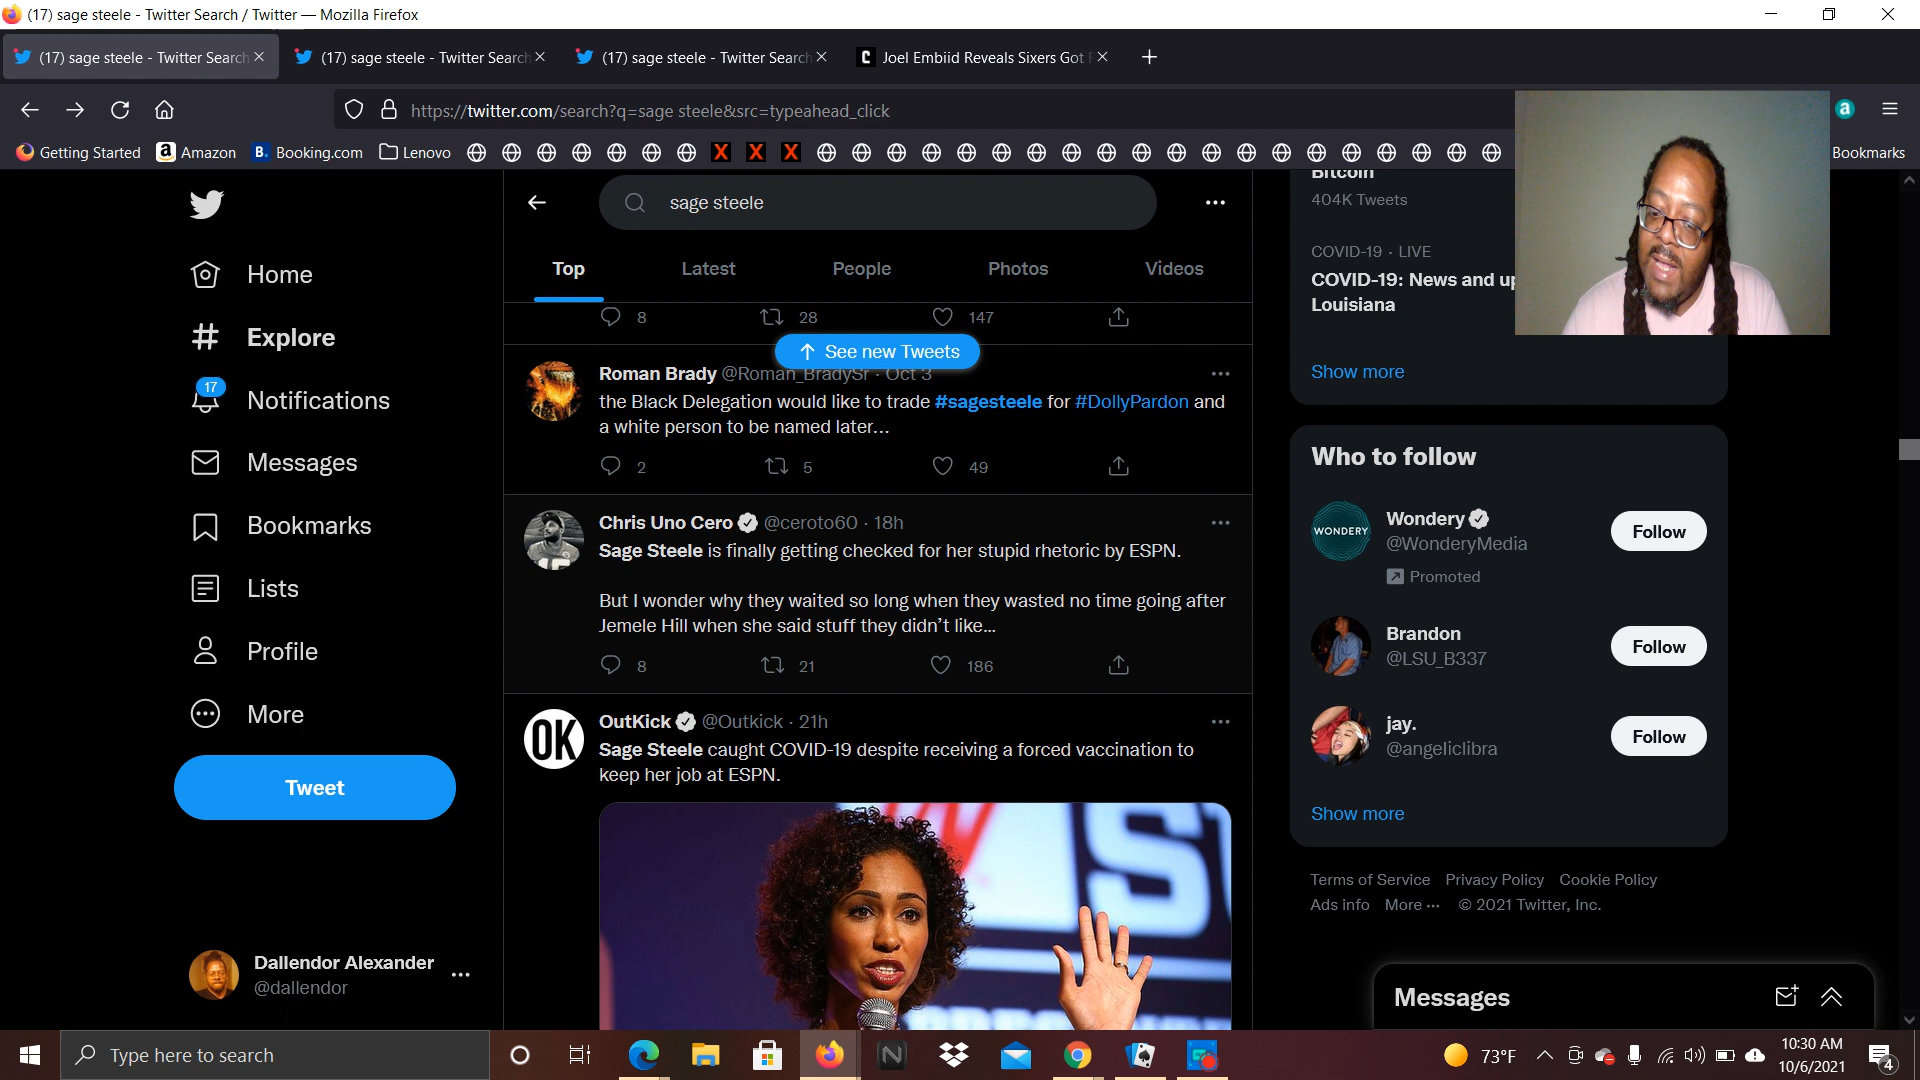 (17) sage steele - Twitter Search / Twitter — Mozilla Firefox
(17) sage steele - Twitter Search
(17) sage steele - Twitter Search
(17) sage steele - Twitter Search
Joel Embiid Reveals Sixers Got
https://twitter.com/search?q=sage steele&src=typeahead_click
Getting Started
Amazon
Booking.com
Lenovo
Bookmarks
Home
Explore
17
Notifications
Messages
Bookmarks
Lists
Profile
More
Tweet
Dallendor Alexander
@dallendor
sage steele
Top
Latest
People
Photos
Videos
8
28
147
See new Tweets
Roman Brady @Roman_BradySr · Oct 3
the Black Delegation would like to trade #sagesteele for #DollyPardon and
a white person to be named later...
2
5
49
Chris Uno Cero @ceroto60 · 18h
Sage Steele is finally getting checked for her stupid rhetoric by ESPN.
But I wonder why they waited so long when they wasted no time going after
Jemele Hill when she said stuff they didn't like...
8
21
186
OK
OutKick @Outkick · 21h
Sage Steele caught COVID-19 despite receiving a forced vaccination to
keep her job at ESPN.
Bitcoin
404K Tweets
COVID-19 · LIVE
COVID-19: News and up
Louisiana
Show more
Who to follow
WONDERY
Wondery
@WonderyMedia
Promoted
Follow
Brandon
@LSU_B337
Follow
jay.
@angeliclibra
Follow
Show more
Terms of Service Privacy Policy Cookie Policy
Ads info More ··· © 2021 Twitter, Inc.
Messages
Type here to search
73°F
10:30 AM
10/6/2021
4